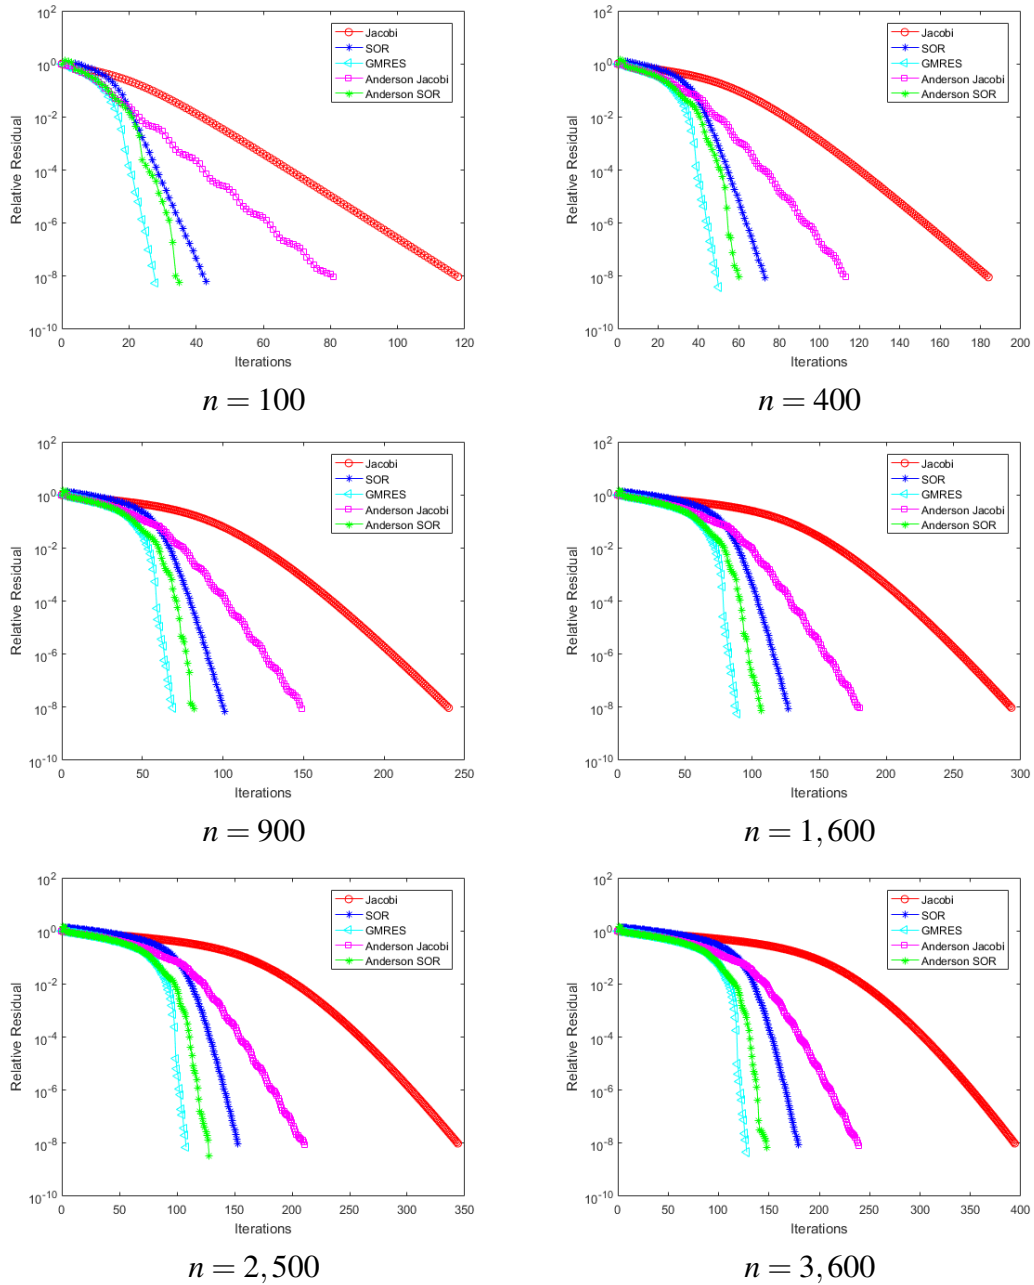 10^2
10^0
10^-2
10^-4
10^-6
10^-8
10^-10
Relative Residual
Jacobi
SOR
GMRES
Anderson Jacobi
Anderson SOR
0 20 40 60 80 100 120
Iterations
n = 100
10^2
10^0
10^-2
10^-4
10^-6
10^-8
10^-10
Relative Residual
Jacobi
SOR
GMRES
Anderson Jacobi
Anderson SOR
0 20 40 60 80 100 120 140 160 180 200
Iterations
n = 400
10^2
10^0
10^-2
10^-4
10^-6
10^-8
10^-10
Relative Residual
Jacobi
SOR
GMRES
Anderson Jacobi
Anderson SOR
0 50 100 150 200 250
Iterations
n = 900
10^2
10^0
10^-2
10^-4
10^-6
10^-8
10^-10
Relative Residual
Jacobi
SOR
GMRES
Anderson Jacobi
Anderson SOR
0 50 100 150 200 250 300
Iterations
n = 1,600
10^2
10^0
10^-2
10^-4
10^-6
10^-8
10^-10
Relative Residual
Jacobi
SOR
GMRES
Anderson Jacobi
Anderson SOR
0 50 100 150 200 250 300 350
Iterations
n = 2,500
10^2
10^0
10^-2
10^-4
10^-6
10^-8
10^-10
Relative Residual
Jacobi
SOR
GMRES
Anderson Jacobi
Anderson SOR
0 50 100 150 200 250 300 350 400
Iterations
n = 3,600